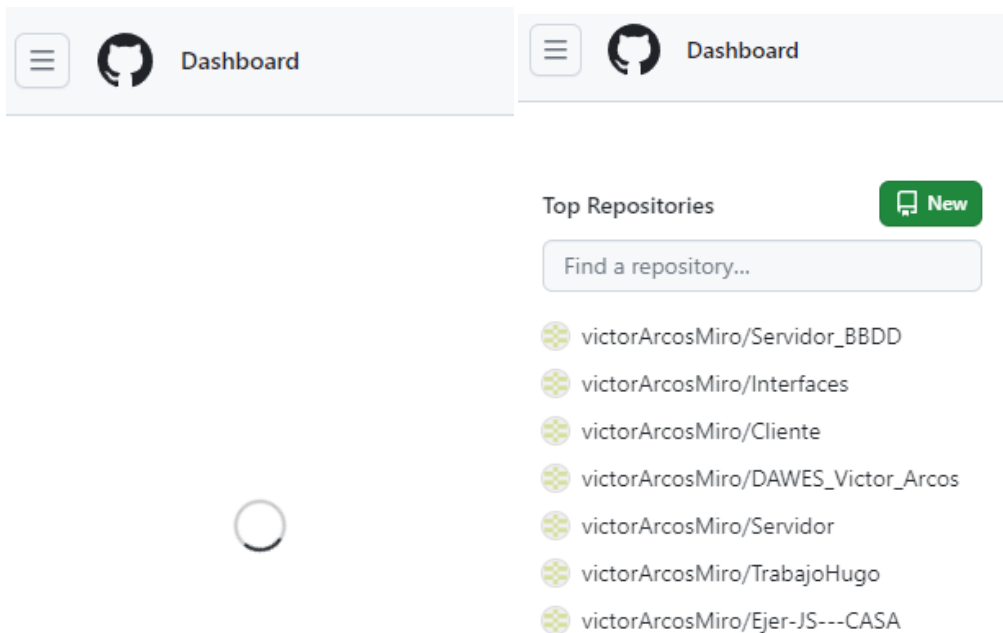 Dashboard
Dashboard
Top Repositories
New
Find a repository...
victorArcosMiro/Servidor_BBDD
victorArcosMiro/Interfaces
victorArcosMiro/Cliente
victorArcosMiro/DAWES_Victor_Arcos
victorArcosMiro/Servidor
victorArcosMiro/TrabajoHugo
victorArcosMiro/Ejer-JS---CASA